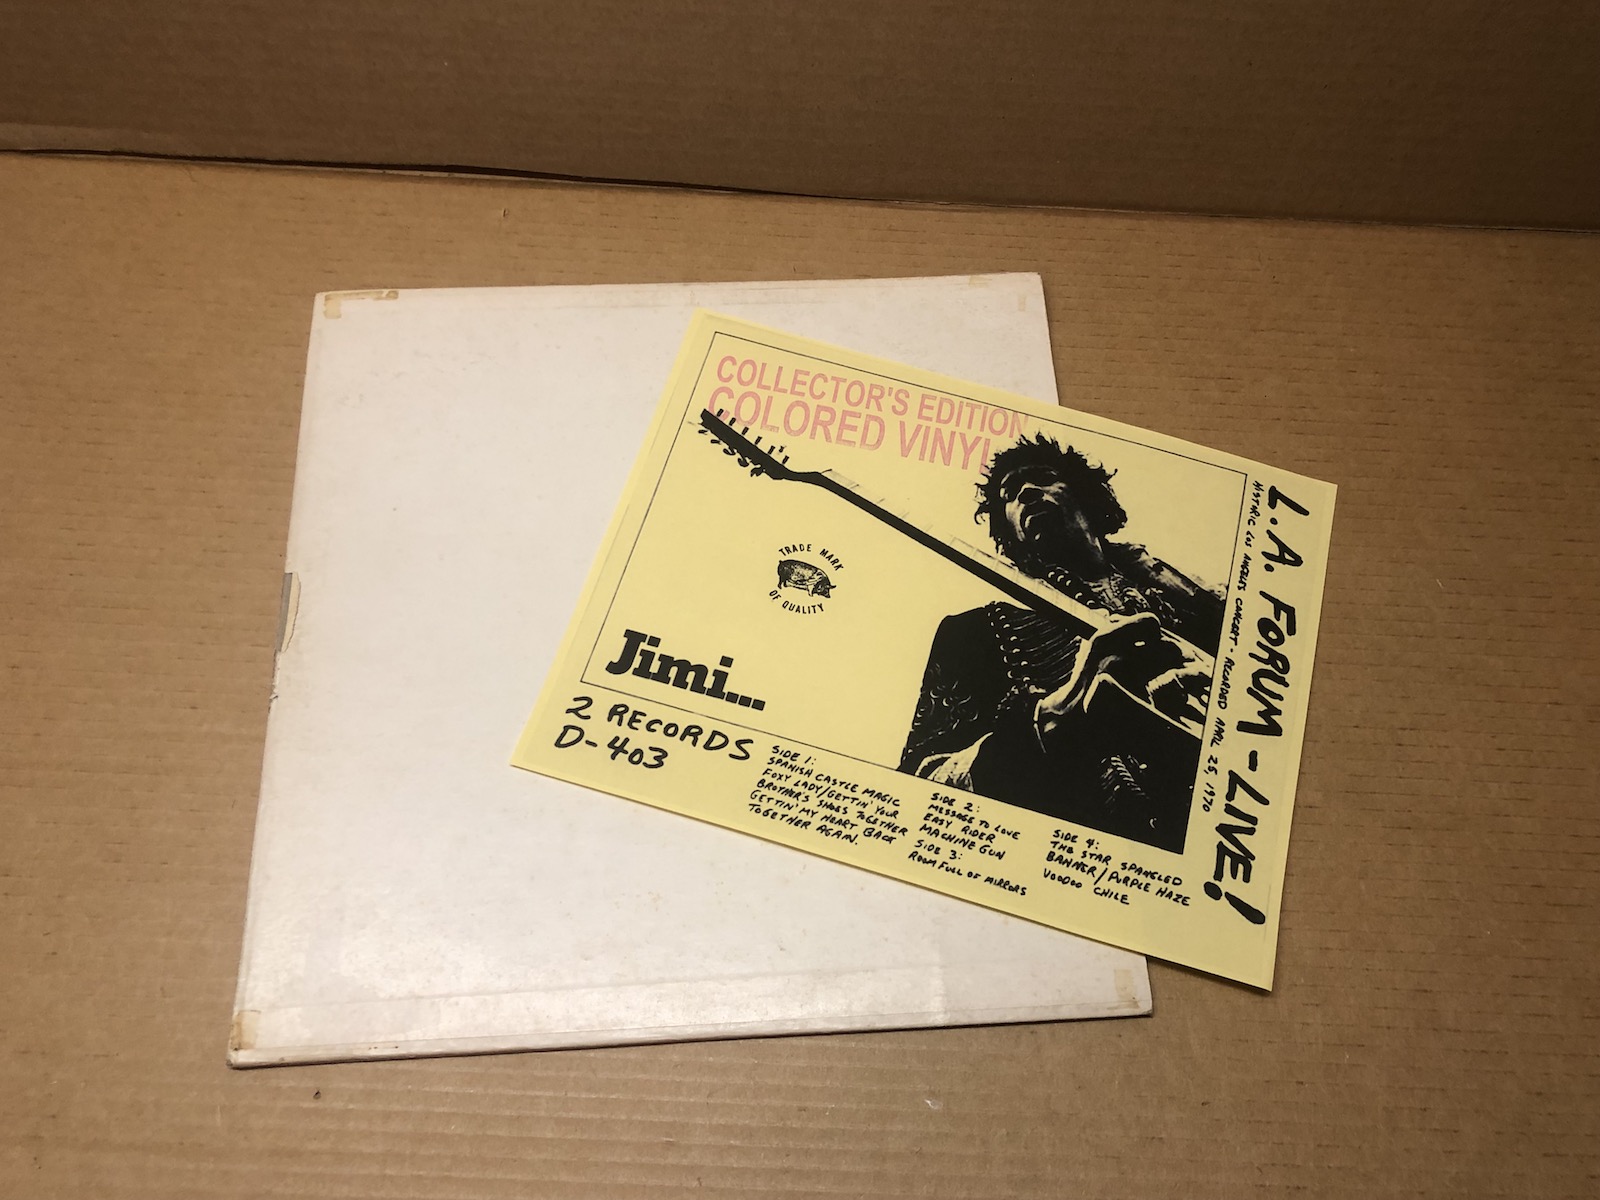 COLLECTOR'S EDITION
COLORED VINYL
TRADE MARK
OF QUALITY
Jimi...
2 RECORDS
D-403
SIDE 1:
SPANISH CASTLE MAGIC
FOXY LADY/GETTIN' YOUR
BROTHER'S SHOES TOGETHER
GETTIN' MY HEART BACK
TOGETHER AGAIN.
SIDE 2:
MESSAGE TO LOVE
EASY RIDER
MACHINE GUN
SIDE 3:
ROOM FULL OF MIRRORS
SIDE 4:
THE STAR SPANGLED
BANNER/PURPLE HAZE
VOODOO CHILE
L.A. FORUM - LIVE!
HISTORIC LOS ANGELES CONCERT - RECORDED APRIL 25, 1970